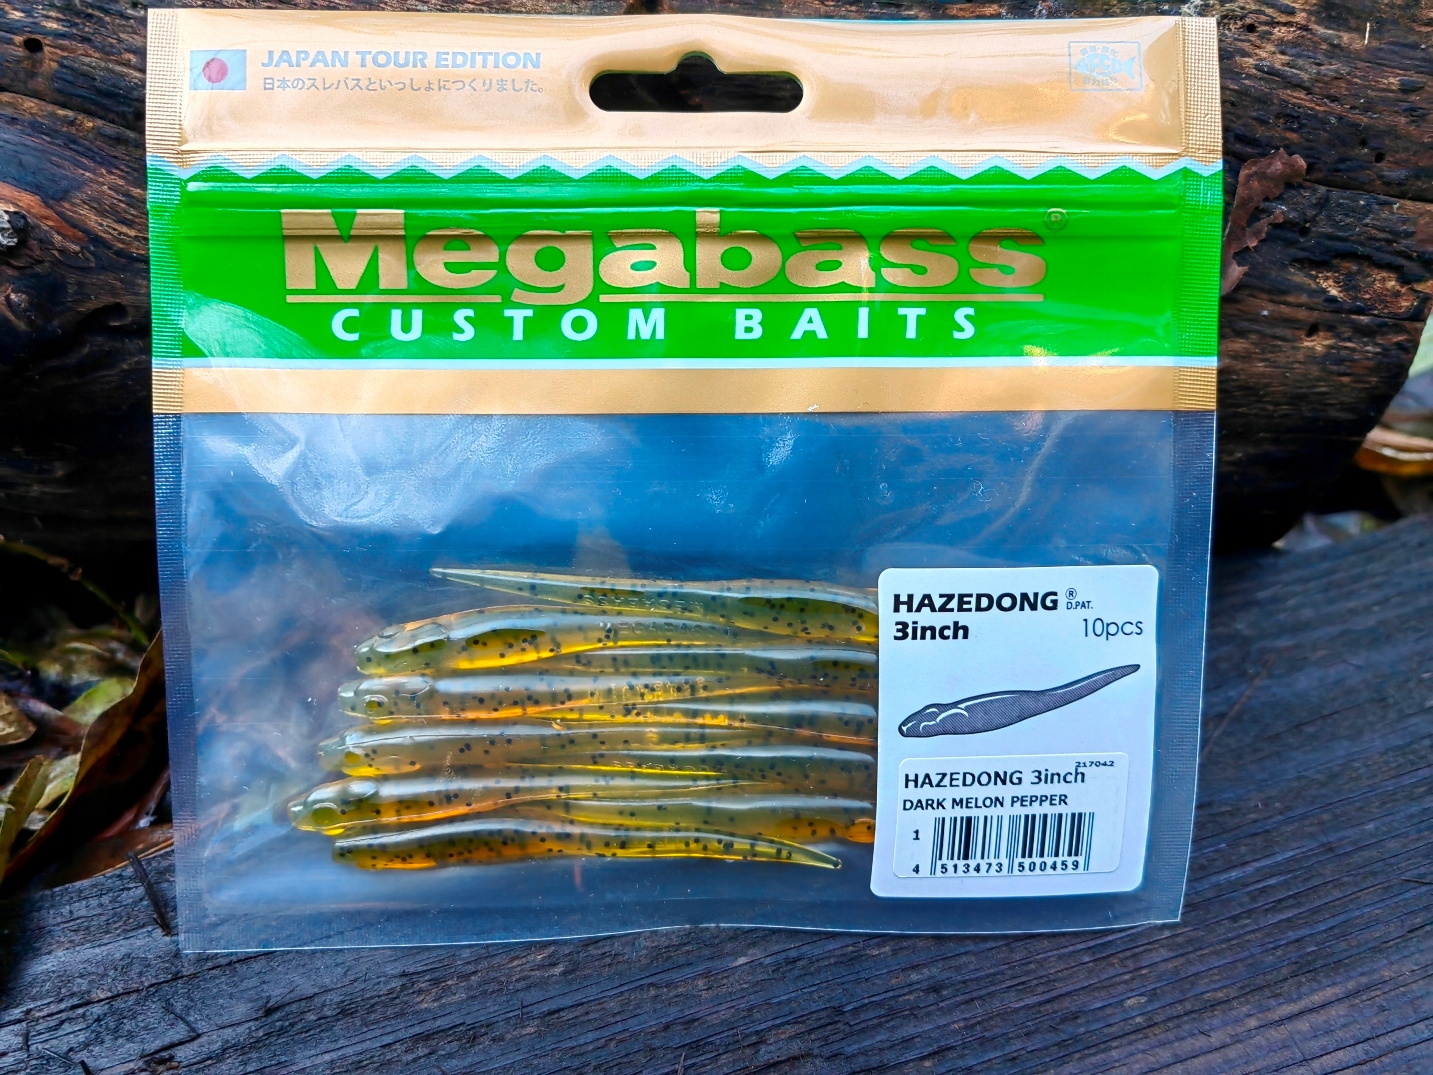 JAPAN TOUR EDITION
日本のスレバスといっしょにつくりました。
Megabass®
CUSTOM BAITS
HAZEDONG ® D.PAT.
3inch 10pcs
217042
HAZEDONG 3inch
DARK MELON PEPPER
1
4 513473 500459